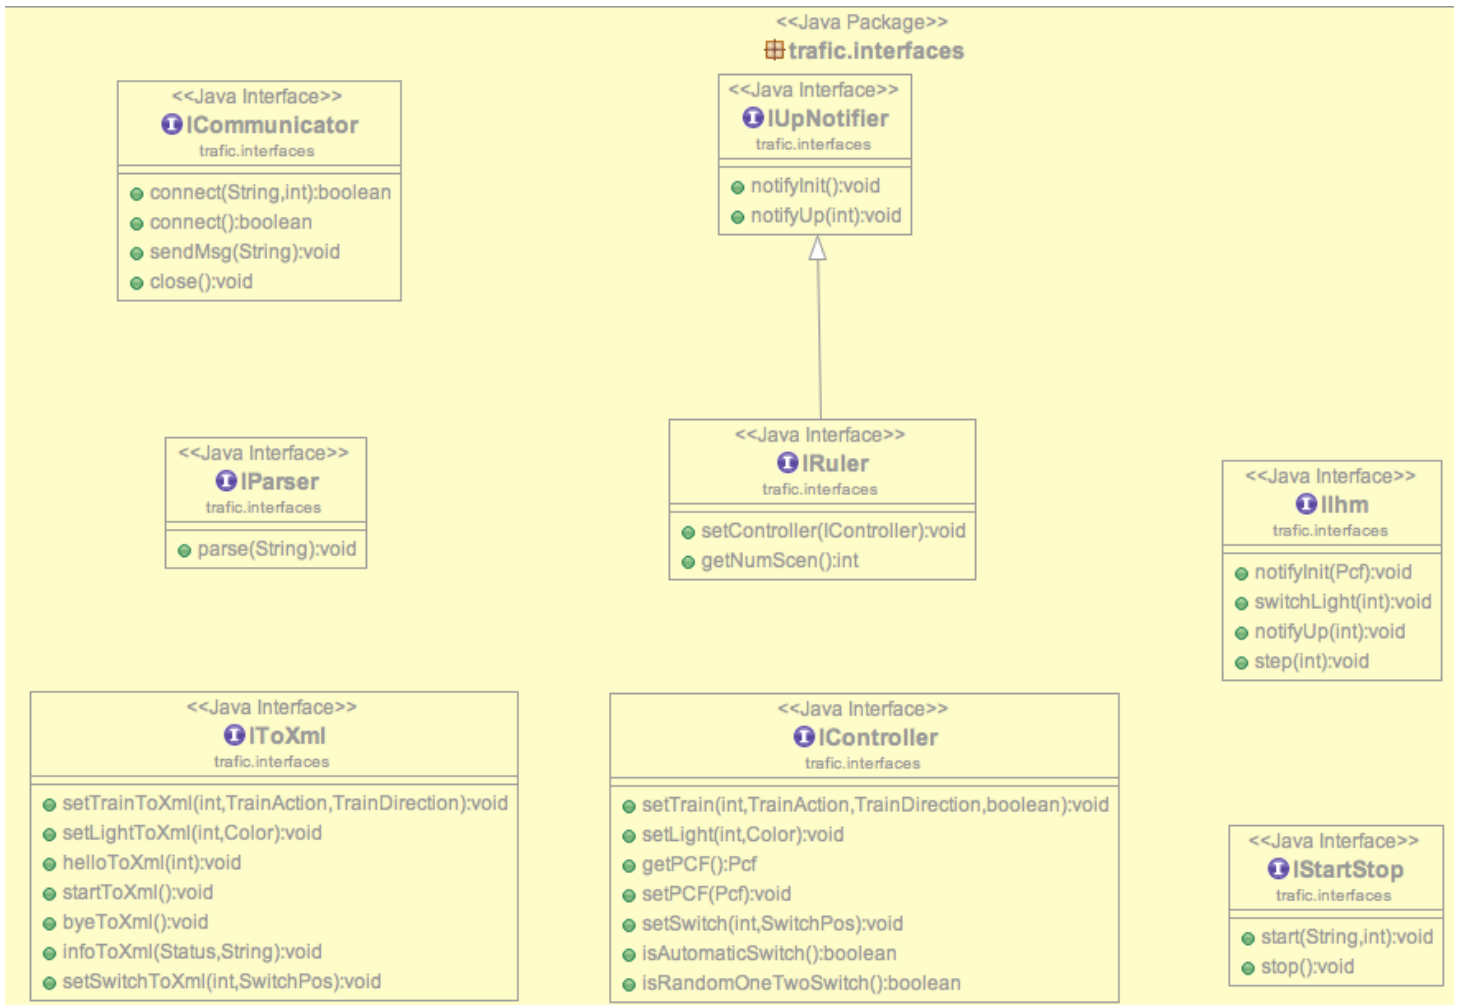 <<Java Package>>
trafic.interfaces
<<Java Interface>>
ICommunicator
trafic.interfaces
connect(String,int):boolean
connect():boolean
sendMsg(String):void
close():void
<<Java Interface>>
IUpNotifier
trafic.interfaces
notifyInit():void
notifyUp(int):void
<<Java Interface>>
IParser
trafic.interfaces
parse(String):void
<<Java Interface>>
IRuler
trafic.interfaces
setController(IController):void
getNumScen():int
<<Java Interface>>
IIhm
trafic.interfaces
notifyInit(Pcf):void
switchLight(int):void
notifyUp(int):void
step(int):void
<<Java Interface>>
IToXml
trafic.interfaces
setTrainToXml(int,TrainAction,TrainDirection):void
setLightToXml(int,Color):void
helloToXml(int):void
startToXml():void
byeToXml():void
infoToXml(Status,String):void
setSwitchToXml(int,SwitchPos):void
<<Java Interface>>
IController
trafic.interfaces
setTrain(int,TrainAction,TrainDirection,boolean):void
setLight(int,Color):void
getPCF():Pcf
setPCF(Pcf):void
setSwitch(int,SwitchPos):void
isAutomaticSwitch():boolean
isRandomOneTwoSwitch():boolean
<<Java Interface>>
IStartStop
trafic.interfaces
start(String,int):void
stop():void